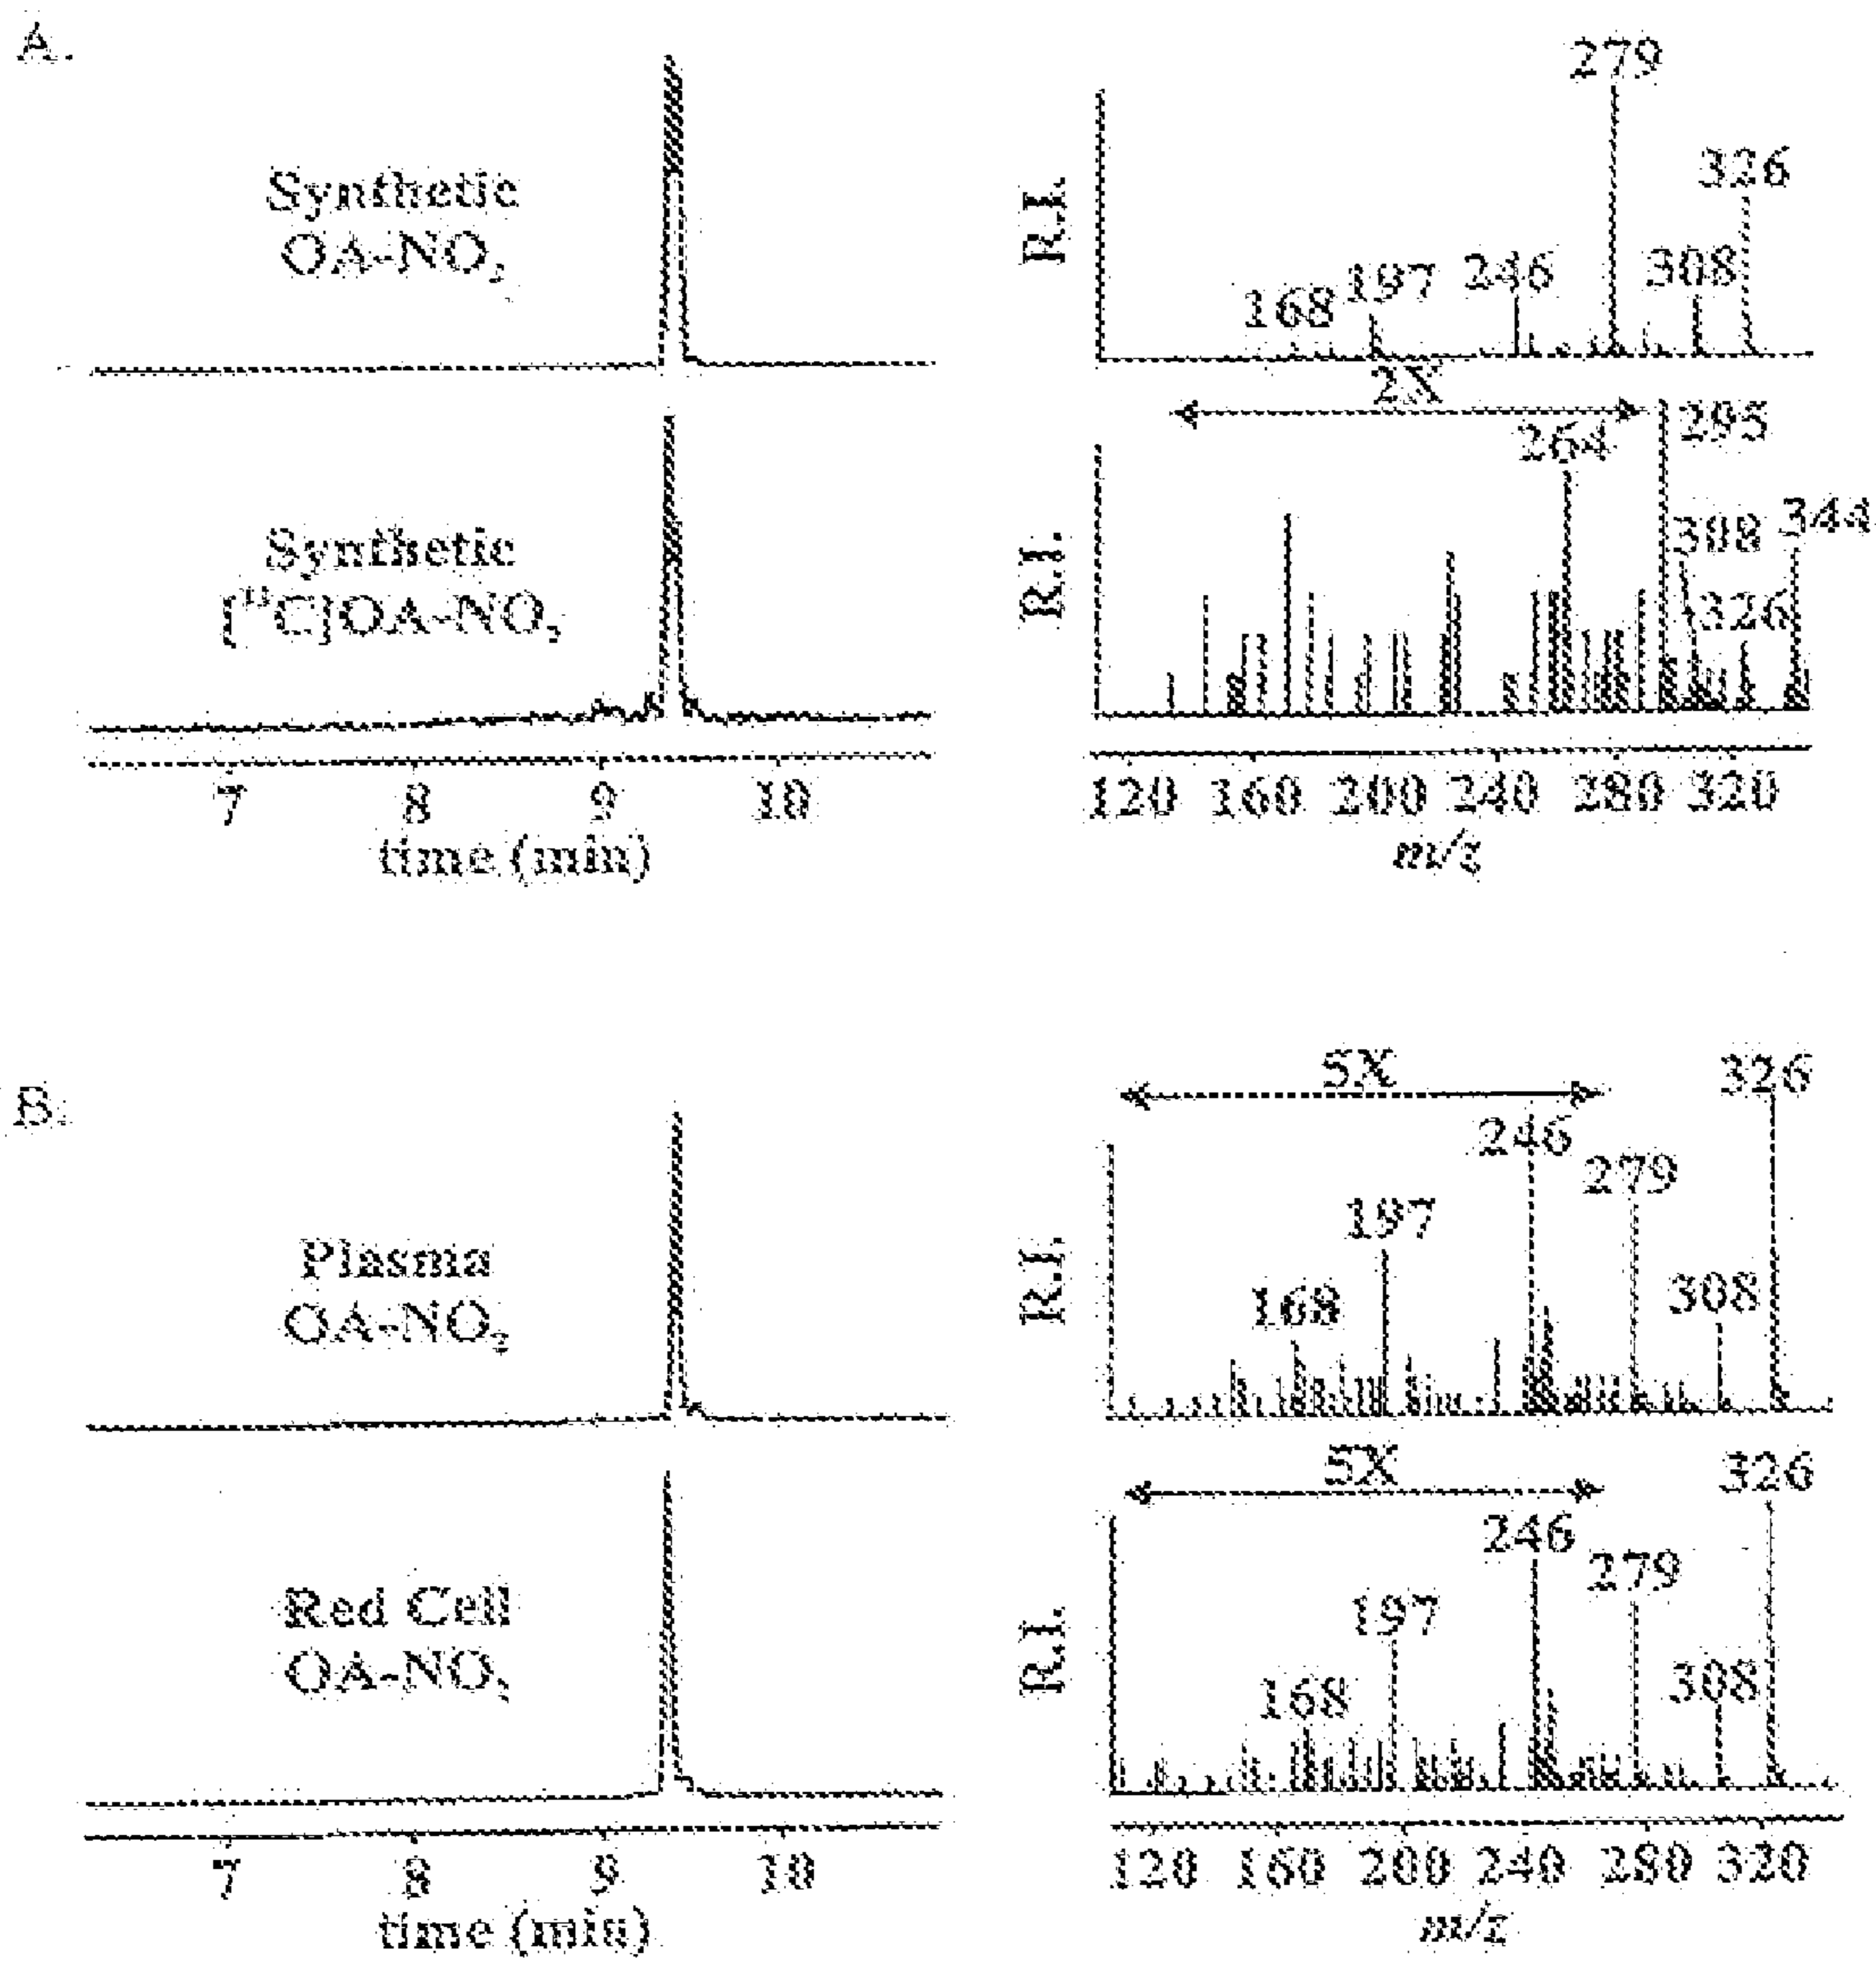 A.
Synthetic
OA-NO₂
R.I.
168
197
246
279
308
326
Synthetic
[¹³C]OA-NO₂
R.I.
2X
264
295
308
326
344
7 8 9 10
time (min)
120 160 200 240 280 320
m/z
B.
Plasma
OA-NO₂
R.I.
5X
168
197
246
279
308
326
Red Cell
OA-NO₂
R.I.
5X
168
197
246
279
308
326
7 8 9 10
time (min)
120 160 200 240 280 320
m/z